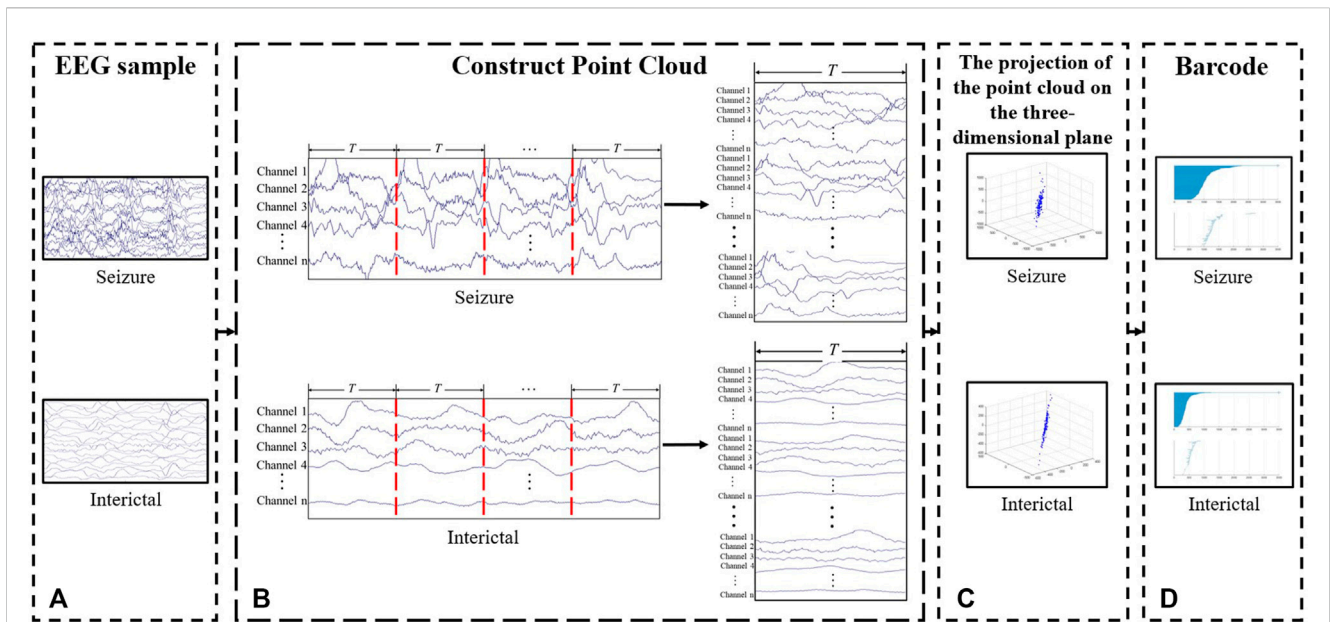 EEG sample
Seizure
Interictal
A
Construct Point Cloud
T
T
...
T
Channel 1
Channel 2
Channel 3
Channel 4
Channel n
Seizure
T
Channel 1
Channel 2
Channel 3
Channel 4
Channel n
Channel 1
Channel 2
Channel 3
Channel 4
Channel n
Channel 1
Channel 2
Channel 3
Channel 4
Channel n
T
T
...
T
Channel 1
Channel 2
Channel 3
Channel 4
Channel n
Interictal
T
Channel 1
Channel 2
Channel 3
Channel 4
Channel n
Channel 1
Channel 2
Channel 3
Channel 4
Channel n
Channel 1
Channel 2
Channel 3
Channel 4
Channel n
B
The projection of
the point cloud on
the three-
dimensional plane
Seizure
Interictal
C
Barcode
Seizure
Interictal
D